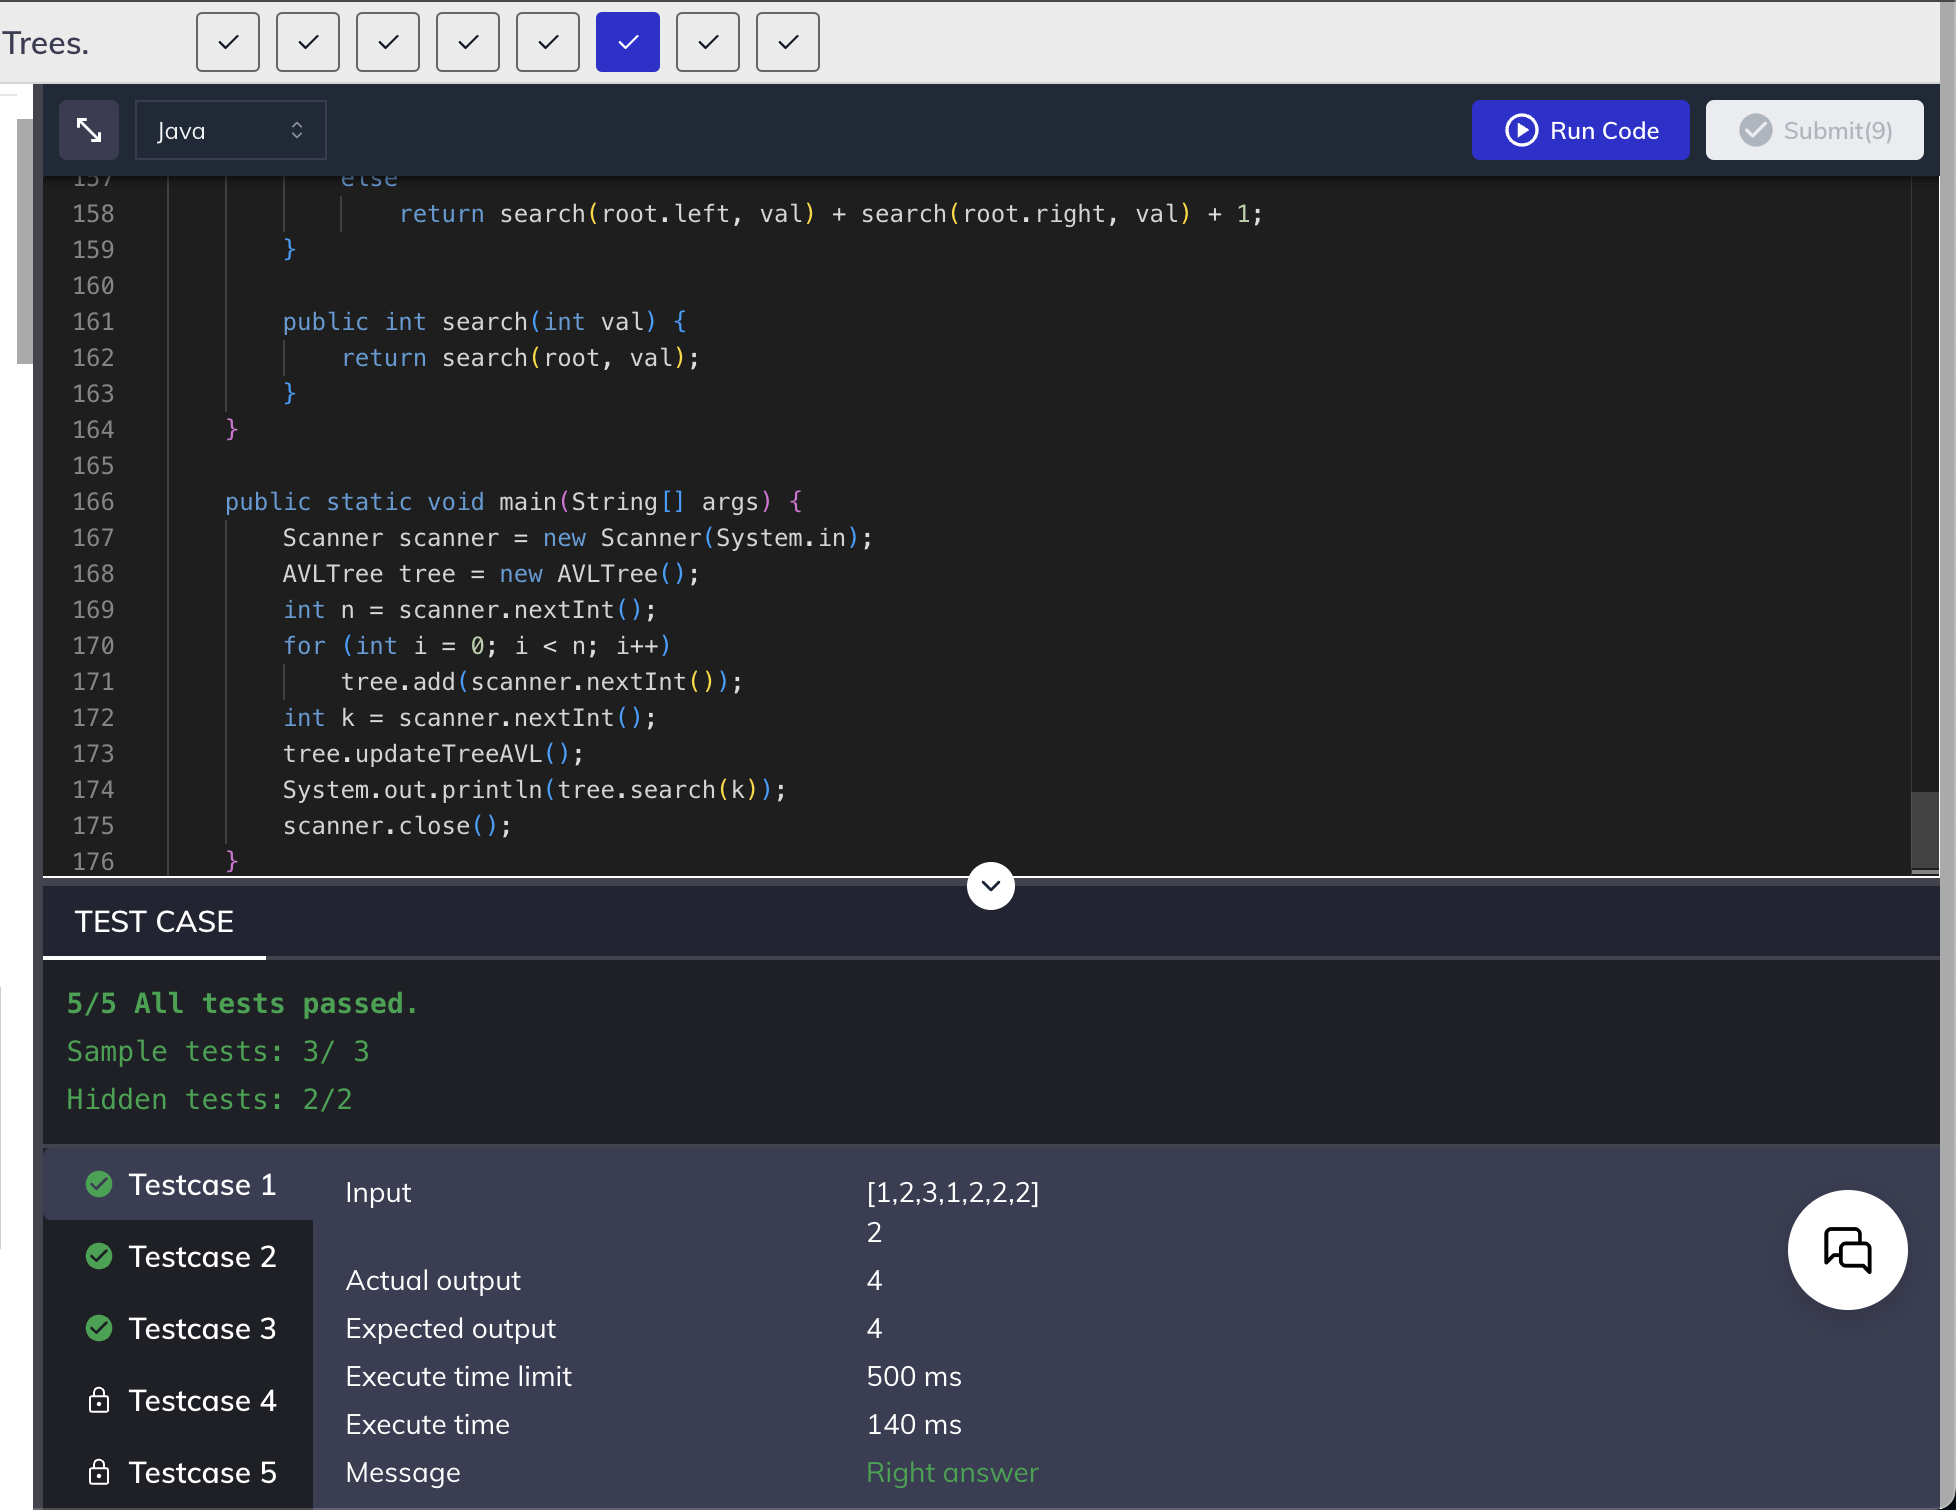 Trees.
Java
Run Code
Submit(9)
157 else
158 return search(root.left, val) + search(root.right, val) + 1;
159 }
160
161 public int search(int val) {
162 return search(root, val);
163 }
164 }
165
166 public static void main(String[] args) {
167 Scanner scanner = new Scanner(System.in);
168 AVLTree tree = new AVLTree();
169 int n = scanner.nextInt();
170 for (int i = 0; i < n; i++)
171 tree.add(scanner.nextInt());
172 int k = scanner.nextInt();
173 tree.updateTreeAVL();
174 System.out.println(tree.search(k));
175 scanner.close();
176 }
TEST CASE
5/5 All tests passed.
Sample tests: 3/ 3
Hidden tests: 2/2
Testcase 1
Testcase 2
Testcase 3
Testcase 4
Testcase 5
Input [1,2,3,1,2,2,2]
2
Actual output 4
Expected output 4
Execute time limit 500 ms
Execute time 140 ms
Message Right answer